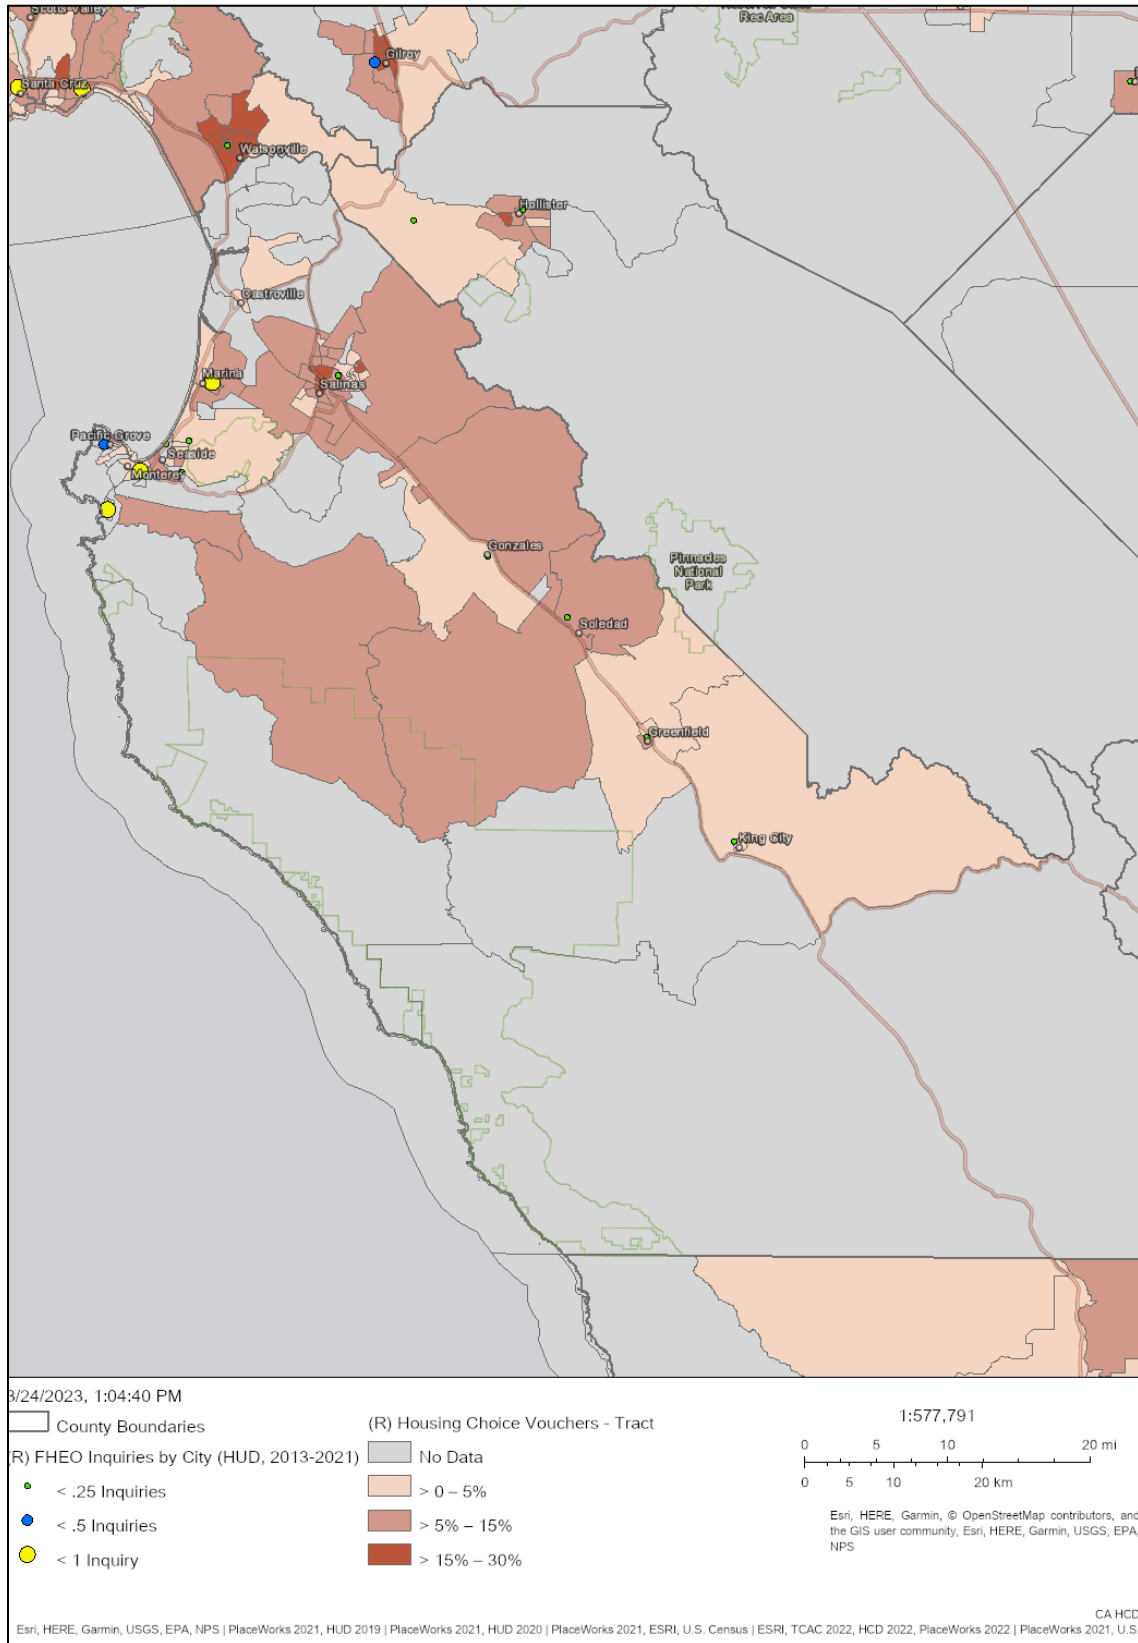 Scotts Valley
Rec Area
Gilroy
Santa Cruz
Watsonville
Hollister
Castroville
Marina
Salinas
Pacific Grove
Seaside
Monterey
Gonzales
Pinnacles
National
Park
Soledad
Greenfield
King City
3/24/2023, 1:04:40 PM
County Boundaries
(R) FHEO Inquiries by City (HUD, 2013-2021)
< .25 Inquiries
< .5 Inquiries
< 1 Inquiry
(R) Housing Choice Vouchers - Tract
No Data
> 0 – 5%
> 5% – 15%
> 15% – 30%
1:577,791
0 5 10 20 mi
0 5 10 20 km
Esri, HERE, Garmin, © OpenStreetMap contributors, and
the GIS user community, Esri, HERE, Garmin, USGS, EPA,
NPS
CA HCD
Esri, HERE, Garmin, USGS, EPA, NPS | PlaceWorks 2021, HUD 2019 | PlaceWorks 2021, HUD 2020 | PlaceWorks 2021, ESRI, U.S. Census | ESRI, TCAC 2022, HCD 2022, PlaceWorks 2022 | PlaceWorks 2021, U.S.